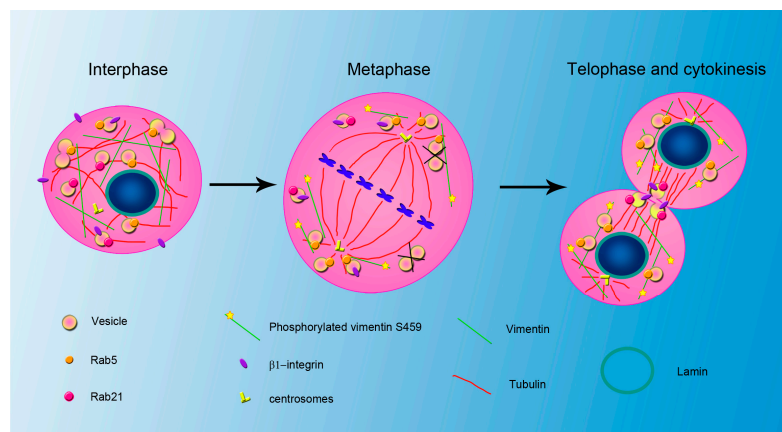 Interphase
Metaphase
Telophase and cytokinesis
Vesicle
Phosphorylated vimentin S459
Vimentin
Rab5
β1–integrin
Tubulin
Lamin
Rab21
centrosomes